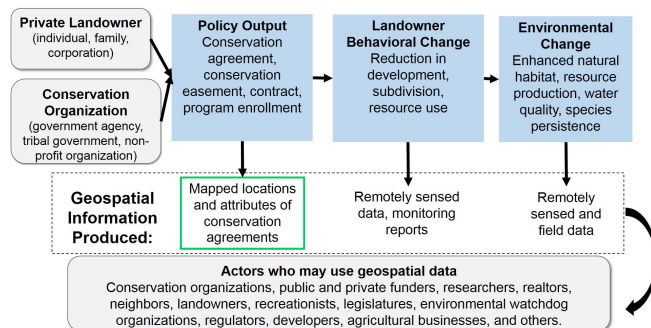 Private Landowner
(individual, family,
corporation)
Conservation
Organization
(government agency,
tribal government, non-
profit organization)
Policy Output
Conservation
agreement,
conservation
easement, contract,
program enrollment
Landowner
Behavioral Change
Reduction in
development,
subdivision,
resource use
Environmental
Change
Enhanced natural
habitat, resource
production, water
quality, species
persistence
Geospatial
Information
Produced:
Mapped locations
and attributes of
conservation
agreements
Remotely sensed
data, monitoring
reports
Remotely
sensed and
field data
Actors who may use geospatial data
Conservation organizations, public and private funders, researchers, realtors,
neighbors, landowners, recreationists, legislatures, environmental watchdog
organizations, regulators, developers, agricultural businesses, and others.